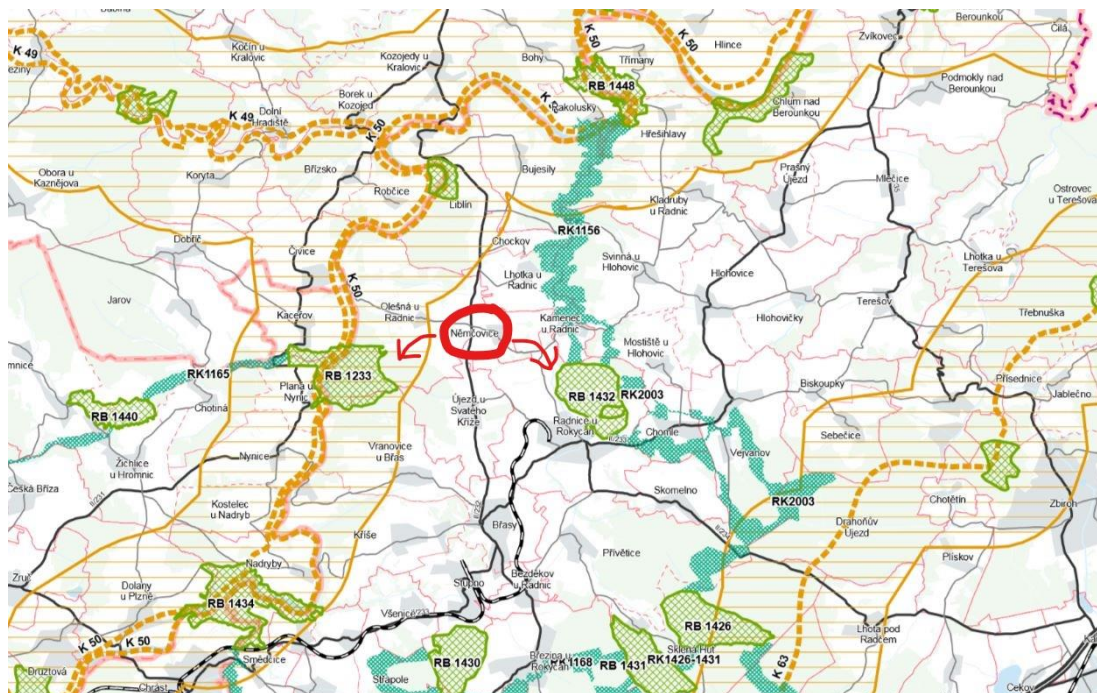 K 49
Kočín u
Kralovic
Kozojedy u
Kralovic
Bohy
K 50
Třímany
K 50
Hlince
Zvíkovec
Berounkou
Čilá
Podmokly nad
Berounkou
RB 1448
Borek u
Kozojed
Dolní
Hradiště
K 49
K 50
Hřešihlavy
Chlum nad
Berounkou
Obora u
Kaznějova
Koryta
Břízsko
Robčice
Liblín
Bujesily
Kladruby
u Radnic
Prašný
Újezd
Mlečice
Ostrovec
u Terešova
Dobříč
Čivice
Chockov
RK1156
Svinná u
Hlohovic
Lhotka u
Radnic
Hlohovice
Lhotka u
Terešova
Jarov
K 50
Kaceřov
Olešná u
Radnic
Němčovice
Kamenec
u Radnic
Hlohovičky
Terešov
Třebnuška
Mostiště u
Hlohovic
RK1165
RB 1233
Planá u
Nynic
RB 1440
Chotiná
RB 1432
RK2003
Biskoupky
Přísednice
Jablečno
Újezd u
Svatého
Kříže
Radnice u
Rokycan
Chomle
Sebečice
Vranovice
u Břas
Vejvanov
Žichlice
u Hromnic
Nynice
Česká Bříza
Skomelno
RK2003
Chotětín
Zbiroh
Kostelec
u Nadryb
Břasy
Drahoňův
Újezd
Kříše
Přívětice
Plískov
Zruč
Dolany
u Plzně
Nadryby
Stupno
Bezděkov
u Radnic
RB 1434
Všenice
K 50
K 50
RB 1426
Lhota pod
Radčem
Sklená Huť
Druztová
Smědčice
RB 1430
Březina u
Rokycan
RK1168
RB 1431
RK1426-1431
K 63
Chrást
Střapole
Cekov